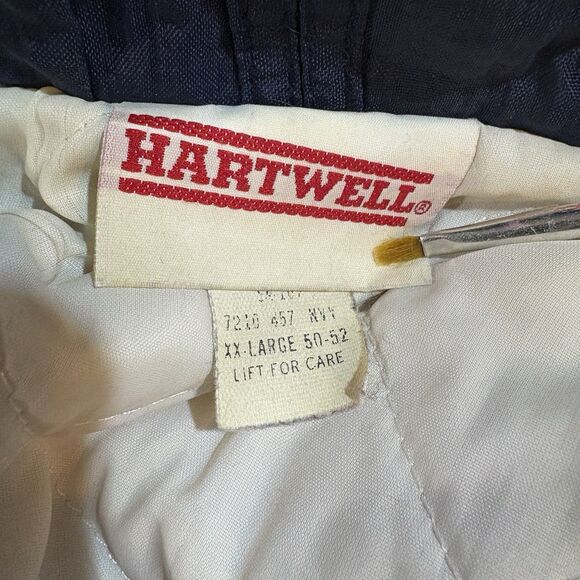 HARTWELL®
7210 457 NVY
XX-LARGE 50-52
LIFT FOR CARE